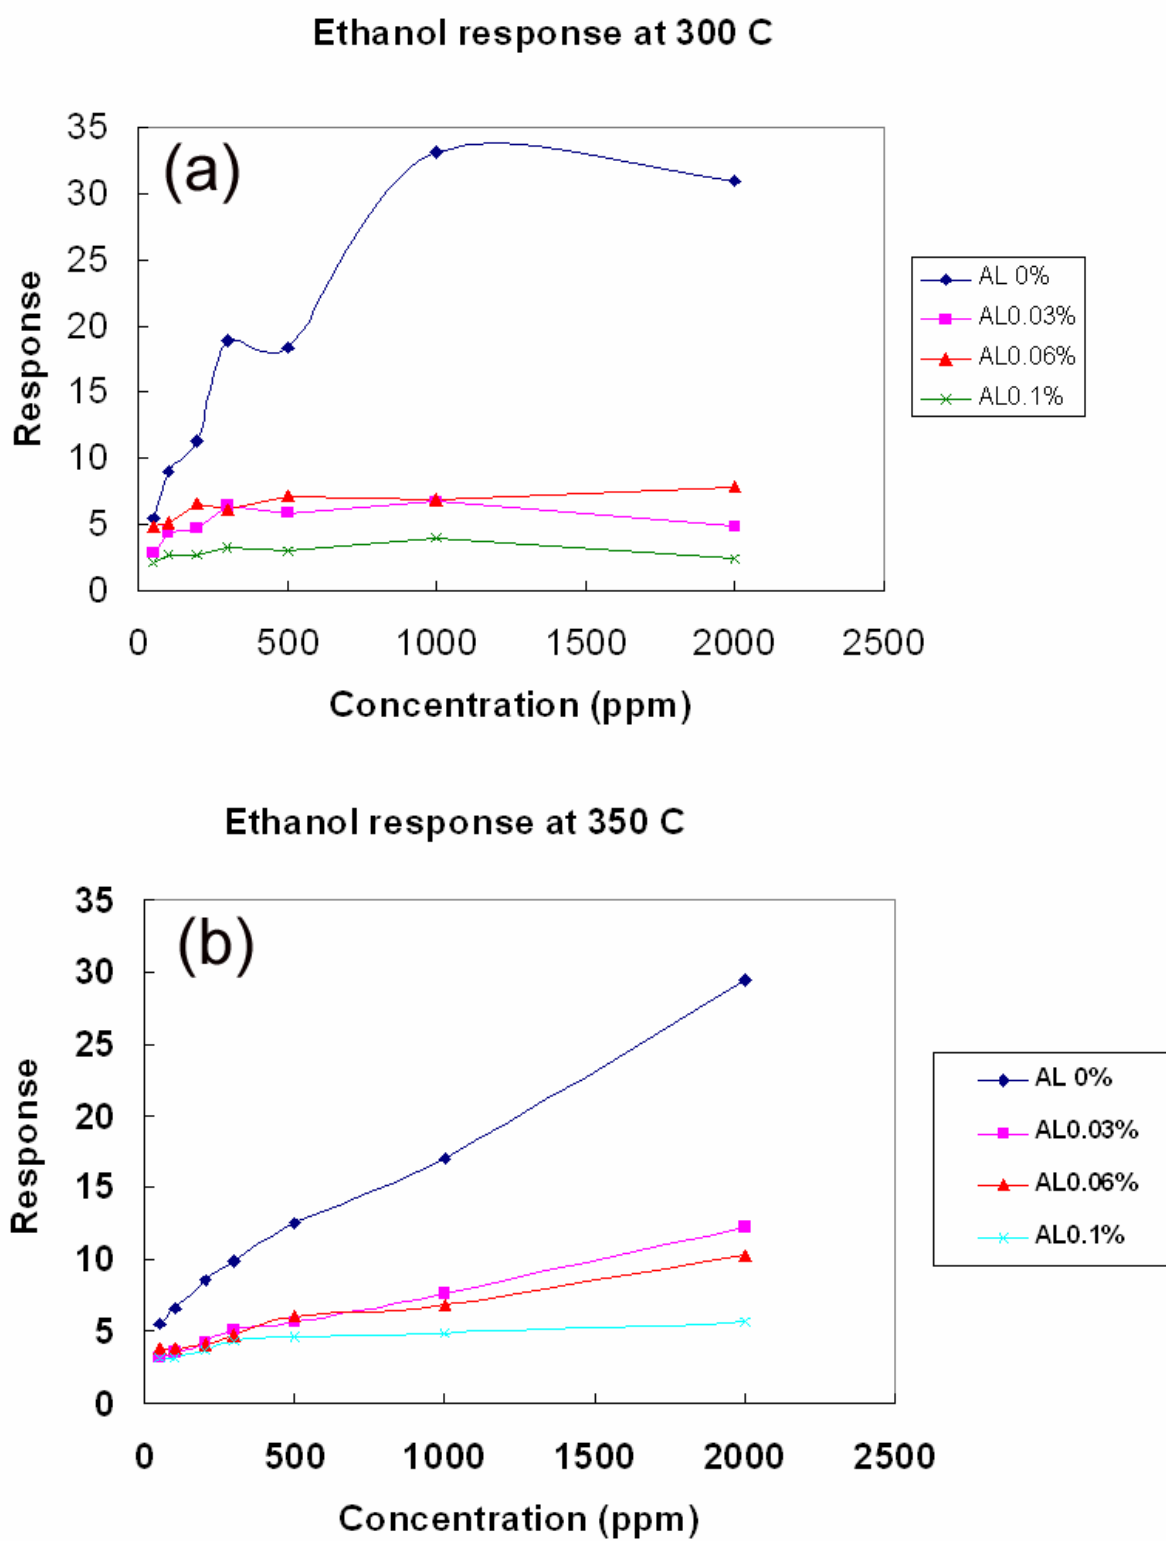 Ethanol response at 300 C
(a)
35
30
25
20
15
10
5
0
Response
0 500 1000 1500 2000 2500
Concentration (ppm)
AL 0%
AL0.03%
AL0.06%
AL0.1%
Ethanol response at 350 C
(b)
35
30
25
20
15
10
5
0
Response
0 500 1000 1500 2000 2500
Concentration (ppm)
AL 0%
AL0.03%
AL0.06%
AL0.1%